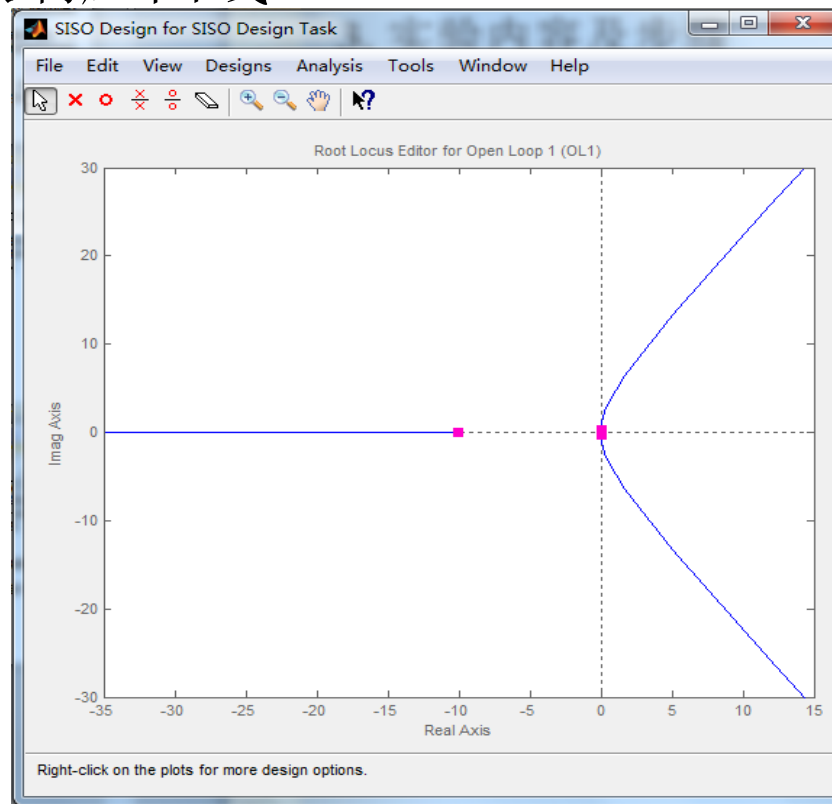 SISO Design for SISO Design Task
File Edit View Designs Analysis Tools Window Help
Root Locus Editor for Open Loop 1 (OL1)
30
20
10
0
-10
-20
-30
Imag Axis
-35 -30 -25 -20 -15 -10 -5 0 5 10 15
Real Axis
Right-click on the plots for more design options.